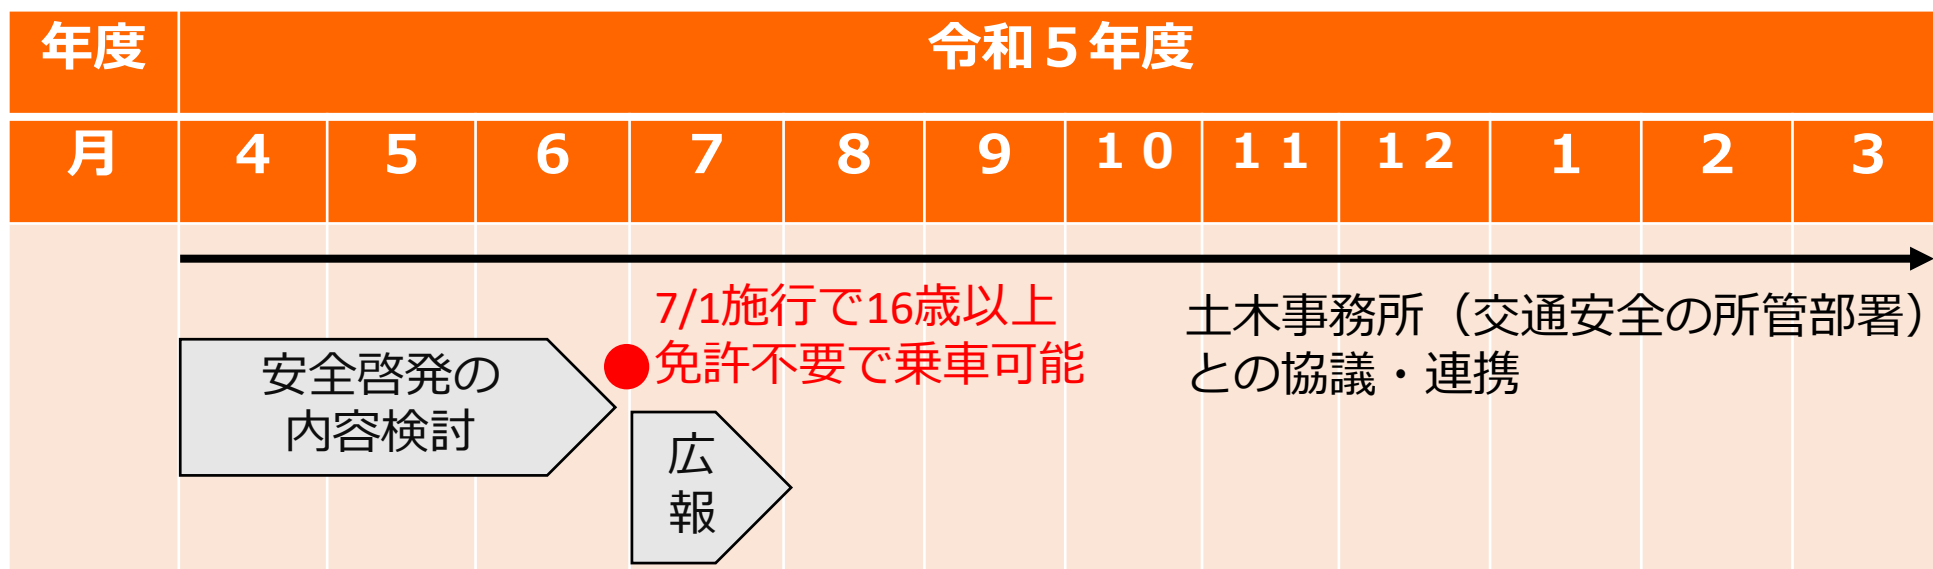 年度 令和５年度
月 4 5 6 7 8 9 １０ １１ １２ 1 2 3
7/1施行で16歳以上
免許不要で乗車可能
土木事務所（交通安全の所管部署）
との協議・連携
安全啓発の
内容検討
広
報